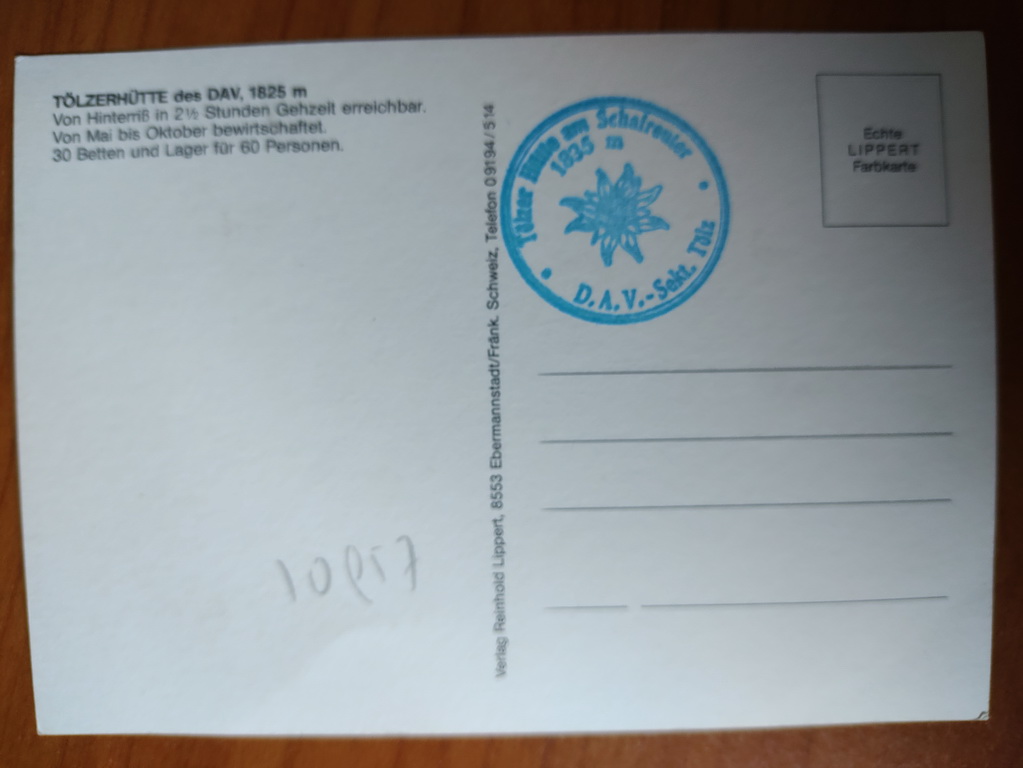 TÖLZERHÜTTE des DAV, 1825 m
Von Hinterriß in 2½ Stunden Gehzeit erreichbar.
Von Mai bis Oktober bewirtschaftet.
30 Betten und Lager für 60 Personen.
Verlag Reinhold Lippert, 8553 Ebermannstadt/Fränk. Schweiz, Telefon 09194/514
Tölzer Hütte am Schafreuter
1835 m
D.A.V.-Sekt. Tölz
Echte
LIPPERT
Farbkarte